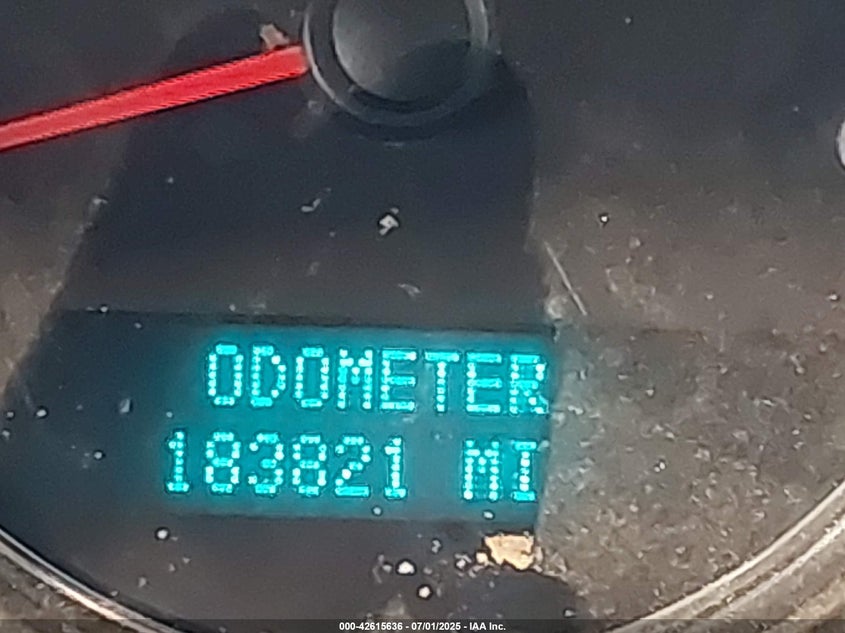 ODOMETER
183821 MI
000-42615636 - 07/01/2025 - IAA Inc.